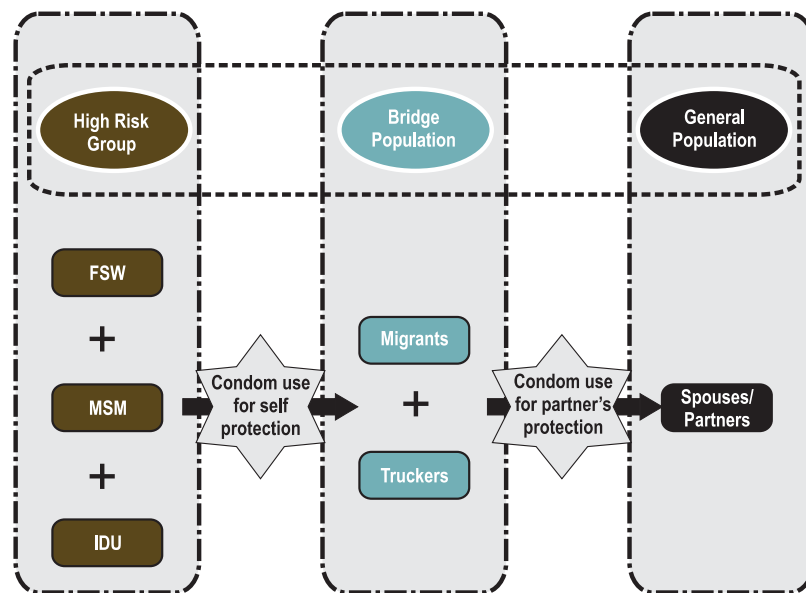 High Risk
Group
Bridge
Population
General
Population
FSW
+
MSM
+
IDU
Condom use
for self
protection
Migrants
+
Truckers
Condom use
for partner's
protection
Spouses/
Partners